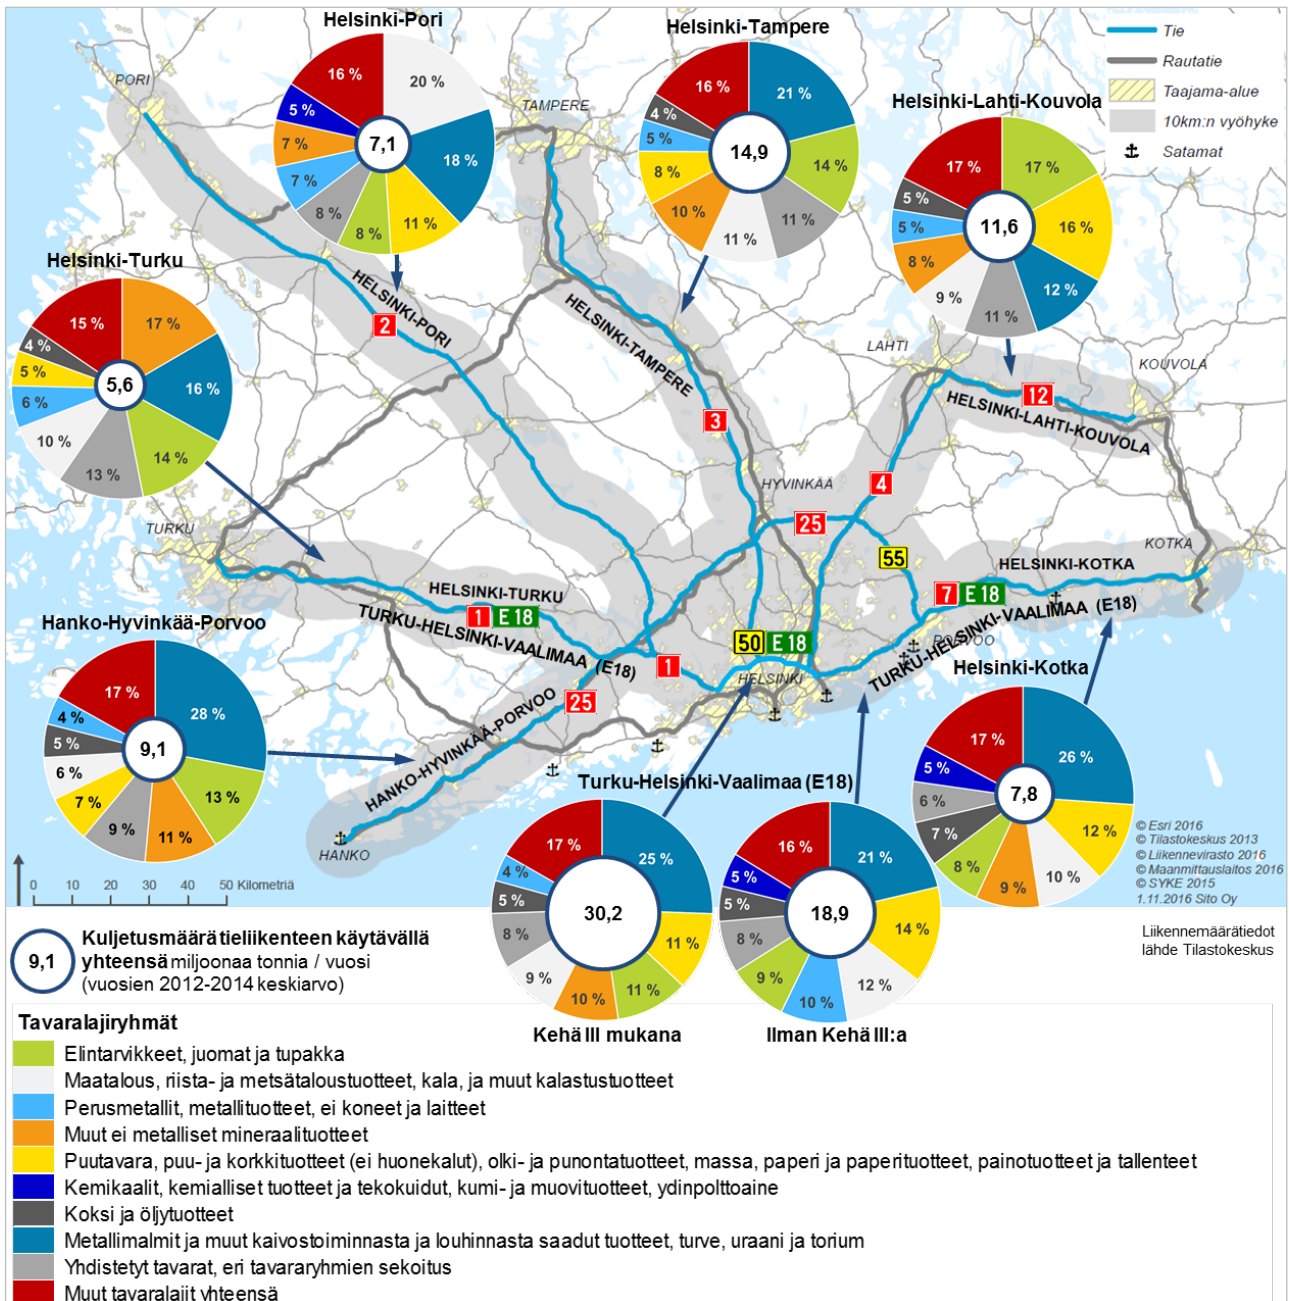 Helsinki-Pori
16 %
20 %
5 %
7 %
7,1
18 %
7 %
8 %
8 %
11 %
Helsinki-Tampere
16 %
21 %
4 %
5 %
14,9
14 %
8 %
10 %
11 %
11 %
Helsinki-Lahti-Kouvola
17 %
17 %
5 %
5 %
11,6
16 %
8 %
9 %
11 %
12 %
Tie
Rautatie
Taajama-alue
10km:n vyöhyke
Satamat
PORI
TAMPERE
Helsinki-Turku
15 %
17 %
4 %
5 %
5,6
16 %
6 %
10 %
13 %
14 %
HELSINKI-PORI
2
HELSINKI-TAMPERE
3
LAHTI
KOUVOLA
12
HELSINKI-LAHTI-KOUVOLA
4
HYVINKÄÄ
25
55
TURKU
KOTKA
HELSINKI-KOTKA
7 E 18
HELSINKI-TURKU
1 E 18
TURKU-HELSINKI-VAALIMAA (E18)
TURKU-HELSINKI-VAALIMAA (E18)
PORVOO
50 E 18
1
HELSINKI
25
HANKO-HYVINKÄÄ-PORVOO
HANKO
Hanko-Hyvinkää-Porvoo
17 %
28 %
4 %
5 %
9,1
6 %
7 %
13 %
9 %
11 %
Helsinki-Kotka
17 %
26 %
5 %
6 %
7,8
7 %
12 %
8 %
9 %
10 %
Turku-Helsinki-Vaalimaa (E18)
17 %
25 %
4 %
5 %
30,2
8 %
11 %
9 %
10 %
11 %
Kehä III mukana
16 %
21 %
5 %
5 %
18,9
8 %
14 %
9 %
10 %
12 %
Ilman Kehä III:a
© Esri 2016
© Tilastokeskus 2013
© Liikennevirasto 2016
© Maanmittauslaitos 2016
© SYKE 2015
1.11.2016 Sito Oy
Liikennemäärätiedot
lähde Tilastokeskus
0 10 20 30 40 50 Kilometriä
9,1
Kuljetusmäärä tieliikenteen käytävällä
yhteensä miljoonaa tonnia / vuosi
(vuosien 2012-2014 keskiarvo)
Tavaralajiryhmät
Elintarvikkeet, juomat ja tupakka
Maatalous, riista- ja metsätaloustuotteet, kala, ja muut kalastustuotteet
Perusmetallit, metallituotteet, ei koneet ja laitteet
Muut ei metalliset mineraalituotteet
Puutavara, puu- ja korkkituotteet (ei huonekalut), olki- ja punontatuotteet, massa, paperi ja paperituotteet, painotuotteet ja tallenteet
Kemikaalit, kemialliset tuotteet ja tekokuidut, kumi- ja muovituotteet, ydinpolttoaine
Koksi ja öljytuotteet
Metallimalmit ja muut kaivostoiminnasta ja louhinnasta saadut tuotteet, turve, uraani ja torium
Yhdistetyt tavarat, eri tavararyhmien sekoitus
Muut tavaralajit yhteensä